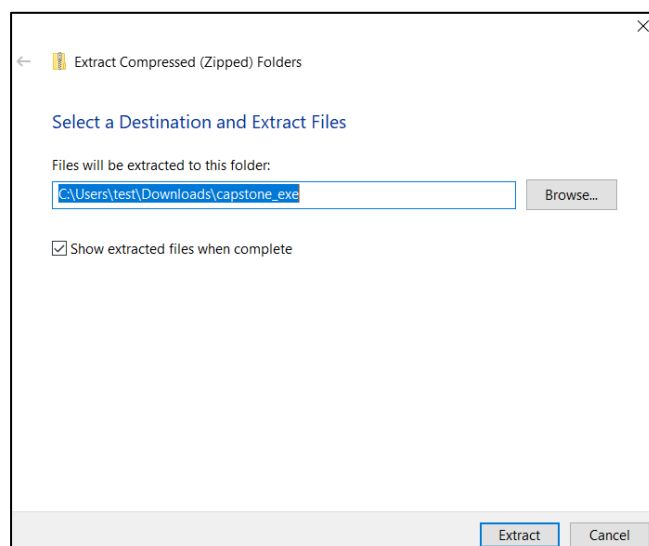 Extract Compressed (Zipped) Folders
Select a Destination and Extract Files
Files will be extracted to this folder:
C:\Users\test\Downloads\capstone_exe
Browse...
Show extracted files when complete
Extract
Cancel